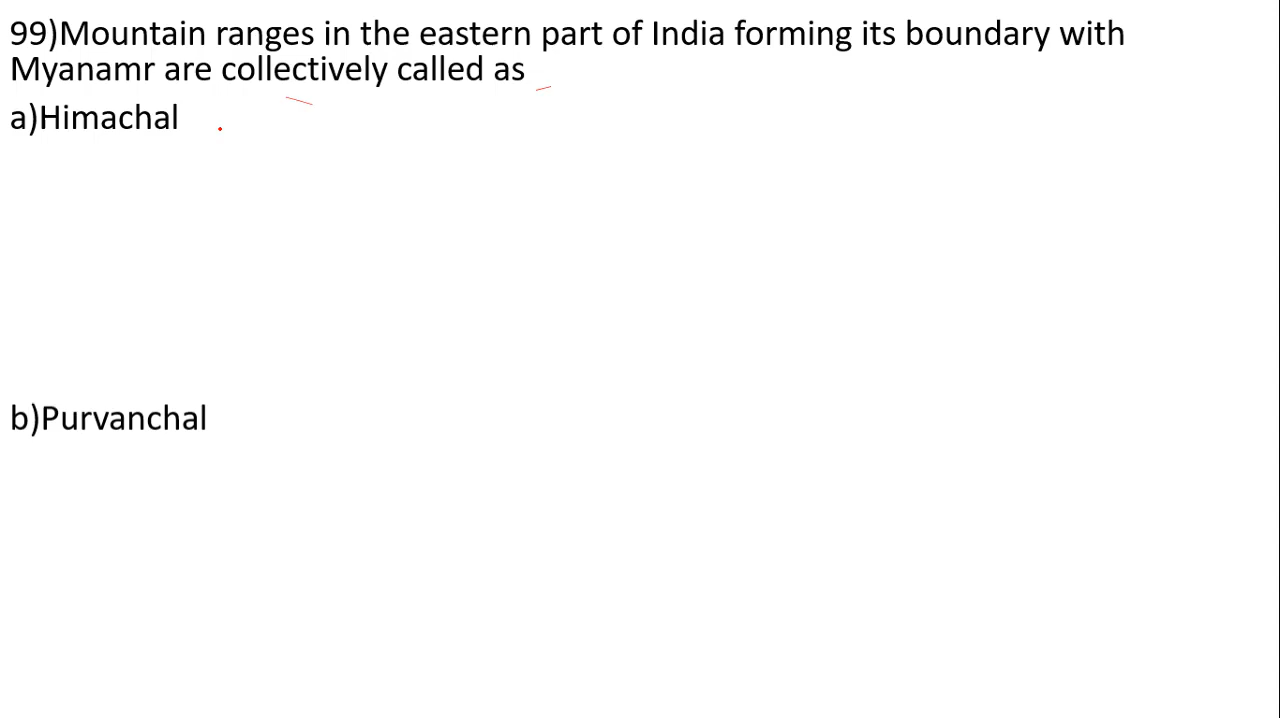 99)Mountain ranges in the eastern part of India forming its boundary with
Myanamr are collectively called as
a)Himachal
b)Purvanchal